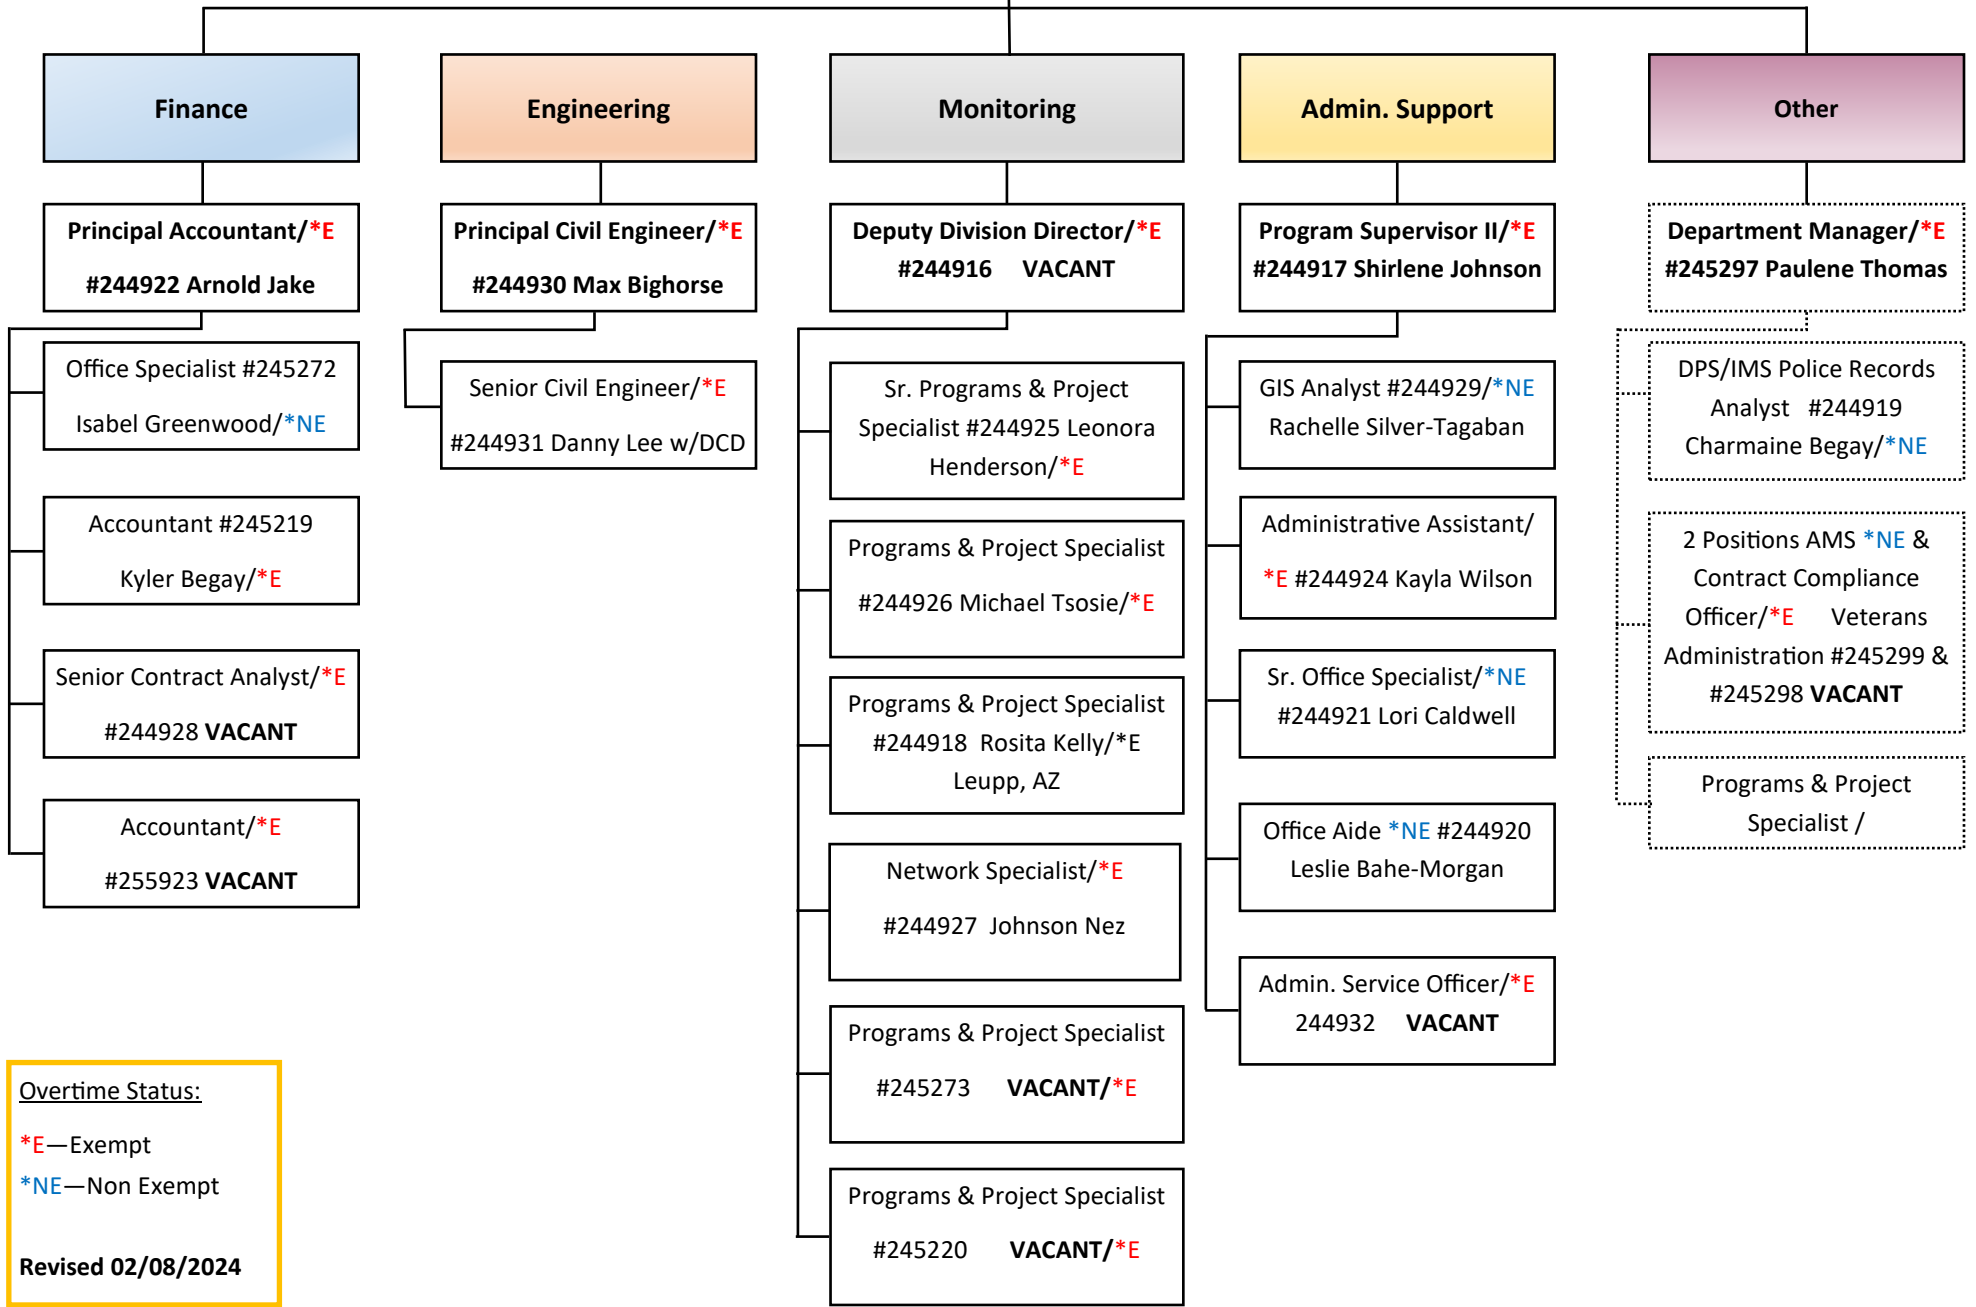 Finance
Engineering
Monitoring
Admin. Support
Other
Principal Accountant/*E
#244922 Arnold Jake
Office Specialist #245272
Isabel Greenwood/*NE
Accountant #245219
Kyler Begay/*E
Senior Contract Analyst/*E
#244928 VACANT
Accountant/*E
#255923 VACANT
Principal Civil Engineer/*E
#244930 Max Bighorse
Senior Civil Engineer/*E
#244931 Danny Lee w/DCD
Deputy Division Director/*E
#244916 VACANT
Sr. Programs & Project
Specialist #244925 Leonora
Henderson/*E
Programs & Project Specialist
#244926 Michael Tsosie/*E
Programs & Project Specialist
#244918 Rosita Kelly/*E
Leupp, AZ
Network Specialist/*E
#244927 Johnson Nez
Programs & Project Specialist
#245273 VACANT/*E
Programs & Project Specialist
#245220 VACANT/*E
Program Supervisor II/*E
#244917 Shirlene Johnson
GIS Analyst #244929/*NE
Rachelle Silver-Tagaban
Administrative Assistant/
*E #244924 Kayla Wilson
Sr. Office Specialist/*NE
#244921 Lori Caldwell
Office Aide *NE #244920
Leslie Bahe-Morgan
Admin. Service Officer/*E
244932 VACANT
Department Manager/*E
#245297 Paulene Thomas
DPS/IMS Police Records
Analyst #244919
Charmaine Begay/*NE
2 Positions AMS *NE &
Contract Compliance
Officer/*E Veterans
Administration #245299 &
#245298 VACANT
Programs & Project
Specialist /
Overtime Status:
*E—Exempt
*NE—Non Exempt
Revised 02/08/2024